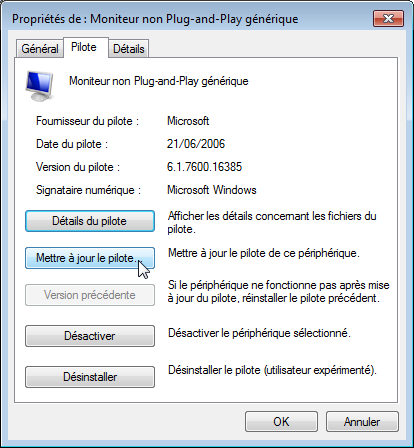 Propriétés de : Moniteur non Plug-and-Play générique
Général Pilote Détails
Moniteur non Plug-and-Play générique
Fournisseur du pilote : Microsoft
Date du pilote : 21/06/2006
Version du pilote : 6.1.7600.16385
Signataire numérique : Microsoft Windows
Détails du pilote Afficher les détails concernant les fichiers du
pilote.
Mettre à jour le pilote... Mettre à jour le pilote de ce périphérique.
Version précédente Si le périphérique ne fonctionne pas après mise
à jour du pilote, réinstaller le pilote précédent.
Désactiver Désactiver le périphérique sélectionné.
Désinstaller Désinstaller le pilote (utilisateur expérimenté).
OK Annuler